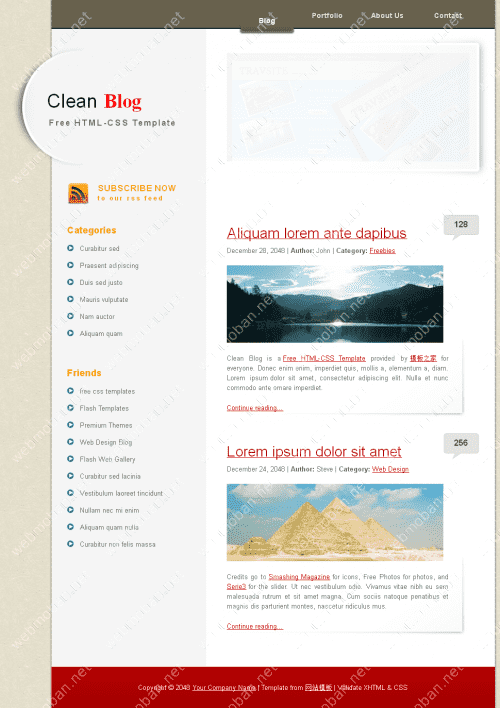 Blog
Portfolio
About Us
Contact
Clean Blog
Free HTML-CSS Template
SUBSCRIBE NOW
to our rss feed
Categories
Curabitur sed
Praesent adipiscing
Duis sed justo
Mauris vulputate
Nam auctor
Aliquam quam
Friends
free css templates
Flash Templates
Premium Themes
Web Design Blog
Flash Web Gallery
Curabitur sed lacinia
Vestibulum laoreet tincidunt
Nullam nec mi enim
Aliquam quam nulla
Curabitur non felis massa
128
Aliquam lorem ante dapibus
December 28, 2048 | Author: John | Category: Freebies
Clean Blog is a Free HTML-CSS Template provided by 模板之家 for
everyone. Donec enim enim, imperdiet quis, mollis a, elementum a, diam.
Lorem ipsum dolor sit amet, consectetur adipiscing elit. Nulla et nunc
commodo ante ornare imperdiet.
Continue reading...
256
Lorem ipsum dolor sit amet
December 24, 2048 | Author: Steve | Category: Web Design
Credits go to Smashing Magazine for icons, Free Photos for photos, and
Serie3 for the slider. Ut nec vestibulum odio. Vivamus vitae nibh eu sem
malesuada rutrum et sit amet magna. Cum sociis natoque penatibus et
magnis dis parturient montes, nascetur ridiculus mus.
Continue reading...
Copyright © 2048 Your Company Name | Template from 网站模板 | Validate XHTML & CSS